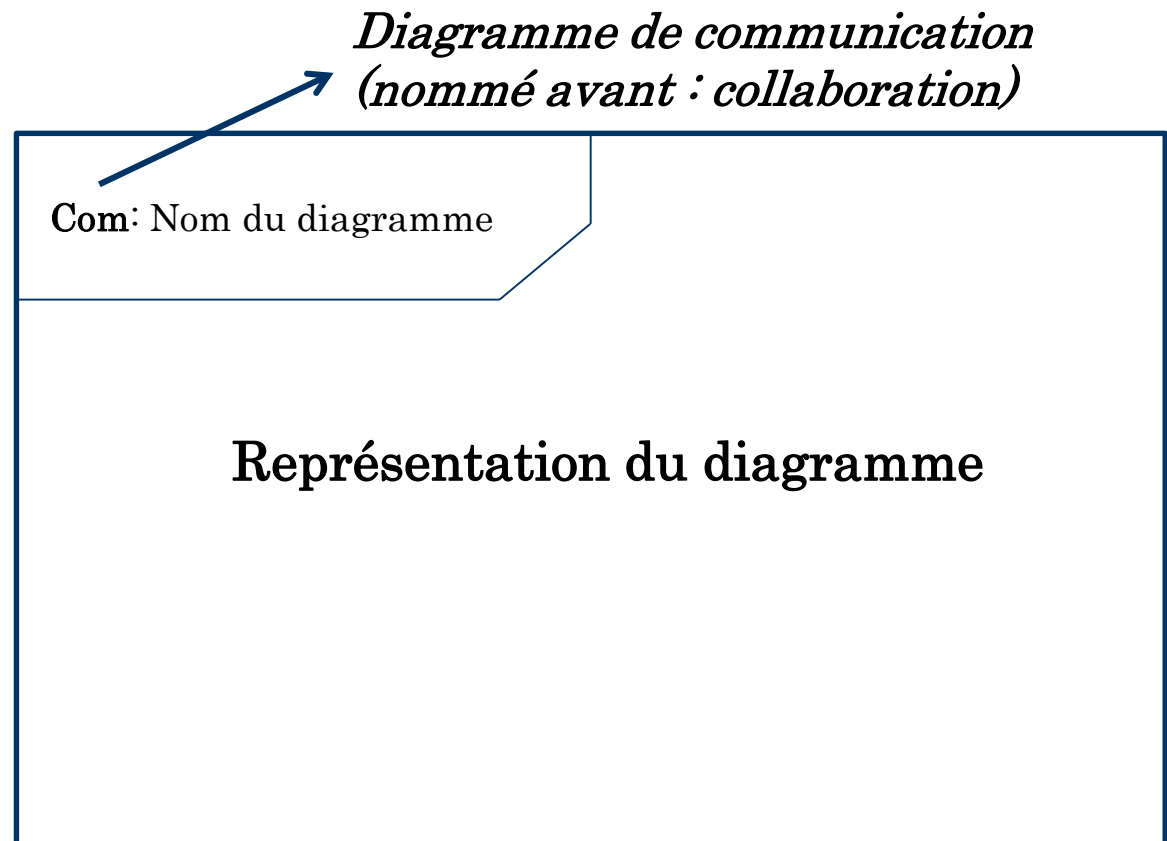 Diagramme de communication
(nommé avant : collaboration)
Com: Nom du diagramme
Représentation du diagramme